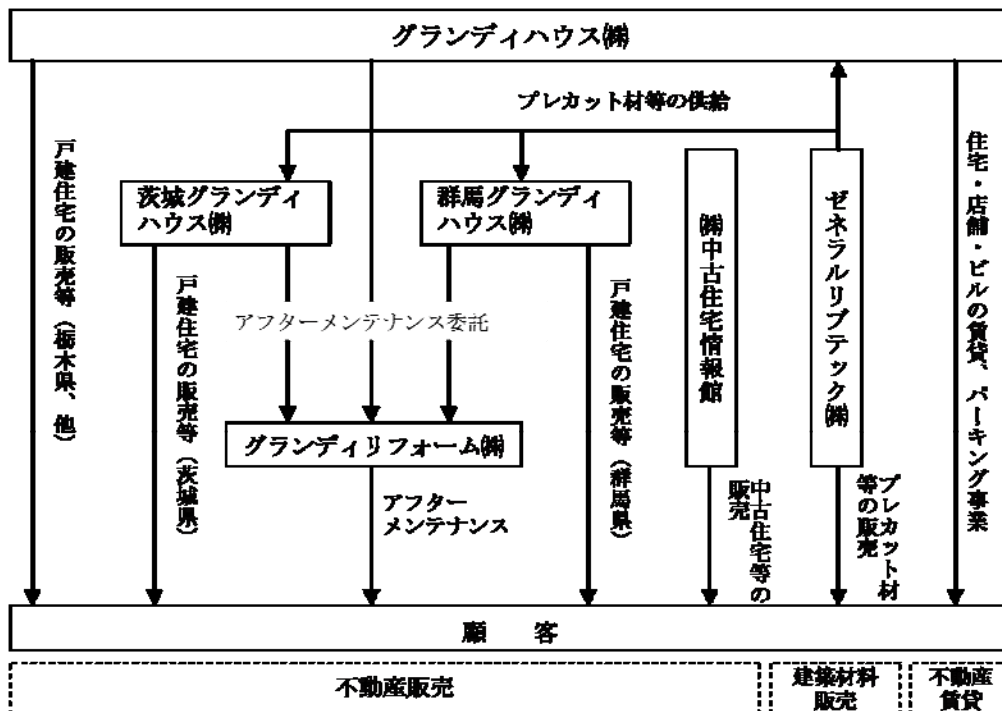 グランディハウス㈱
プレカット材等の供給
戸建住宅の販売等（栃木県、他）
茨城グランディ
ハウス㈱
群馬グランディ
ハウス㈱
㈱中古住宅情報館
ゼネラルリブテック㈱
住宅・店舗・ビルの賃貸、パーキング事業
戸建住宅の販売等（茨城県）
アフターメンテナンス委託
戸建住宅の販売等（群馬県）
グランディリフォーム㈱
アフター
メンテナンス
中古住宅等の
販売
プレカット材
等の販売
顧　客
不動産販売
建築材料
販売
不動産
賃貸